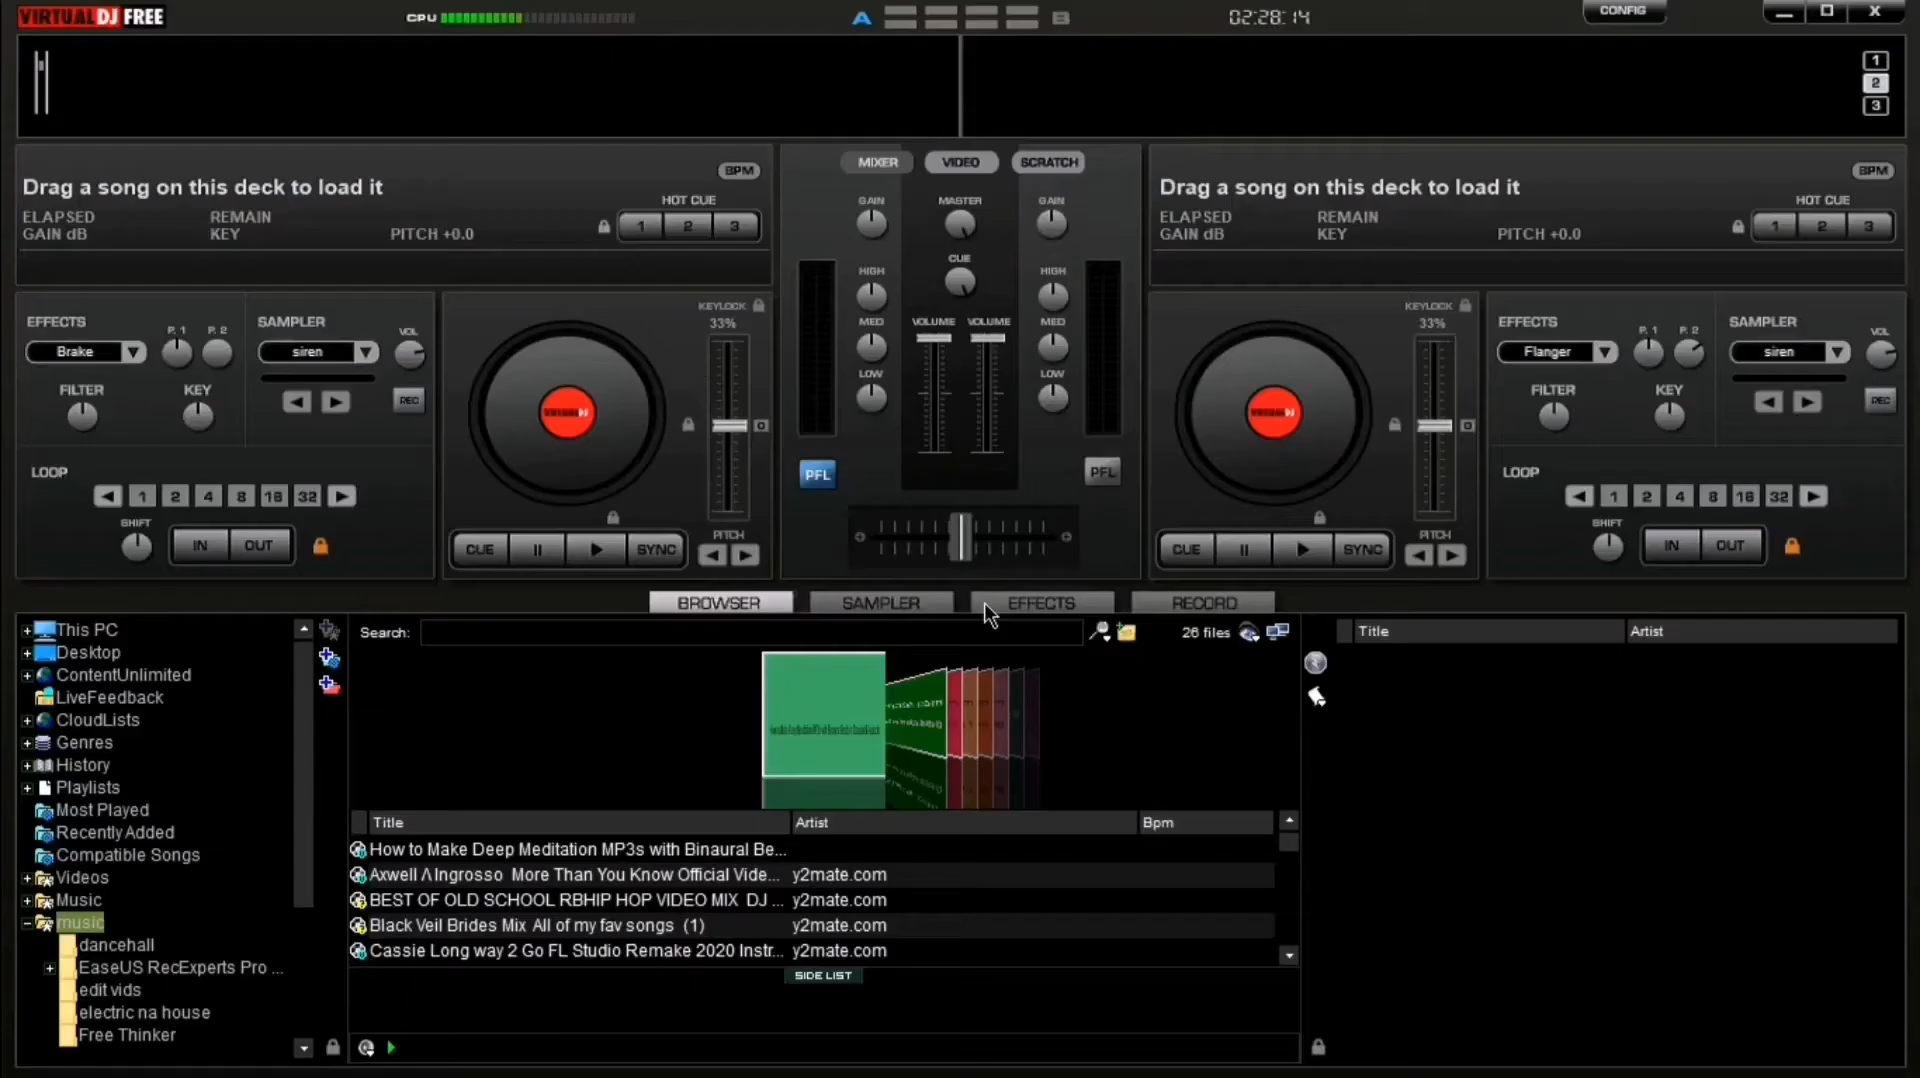 VIRTUALDJ FREE
CPU
A
B
02:28:14
CONFIG
X
1
2
3
MIXER
VIDEO
SCRATCH
Drag a song on this deck to load it
BPM
ELAPSED
REMAIN
GAIN dB
KEY
PITCH +0.0
HOT CUE
1 2 3
GAIN
MASTER
GAIN
HIGH
CUE
HIGH
MED
VOLUME
VOLUME
MED
LOW
LOW
PFL
PFL
Drag a song on this deck to load it
BPM
ELAPSED
REMAIN
GAIN dB
KEY
PITCH +0.0
HOT CUE
1 2 3
EFFECTS
P. 1
P. 2
SAMPLER
VOL
Brake
siren
FILTER
KEY
REC
LOOP
1 2 4 8 16 32
SHIFT
IN
OUT
KEYLOCK
33%
VIRTUALDJ
CUE
SYNC
PITCH
KEYLOCK
33%
VIRTUALDJ
CUE
SYNC
PITCH
EFFECTS
P. 1
P. 2
SAMPLER
VOL
Flanger
siren
FILTER
KEY
REC
LOOP
1 2 4 8 16 32
SHIFT
IN
OUT
BROWSER
SAMPLER
EFFECTS
RECORD
This PC
Desktop
ContentUnlimited
LiveFeedback
CloudLists
Genres
History
Playlists
Most Played
Recently Added
Compatible Songs
Videos
Music
music
dancehall
EaseUS RecExperts Pro ...
edit vids
electric na house
Free Thinker
Search:
26 files
Title
Artist
Bpm
How to Make Deep Meditation MP3s with Binaural Be...
Axwell Λ Ingrosso More Than You Know Official Vide...
y2mate.com
BEST OF OLD SCHOOL RBHIP HOP VIDEO MIX DJ ...
y2mate.com
Black Veil Brides Mix All of my fav songs (1)
y2mate.com
Cassie Long way 2 Go FL Studio Remake 2020 Instr...
y2mate.com
SIDE LIST
Title
Artist